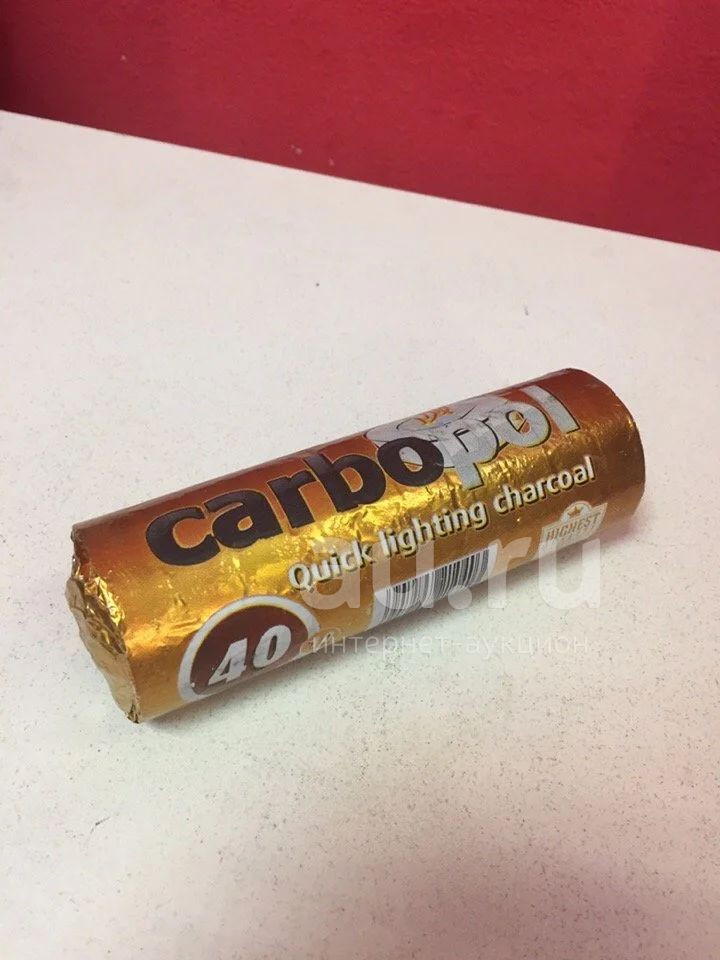 carbopol
Quick lighting charcoal
HIGHEST
40
au.ru
интернет-аукцион